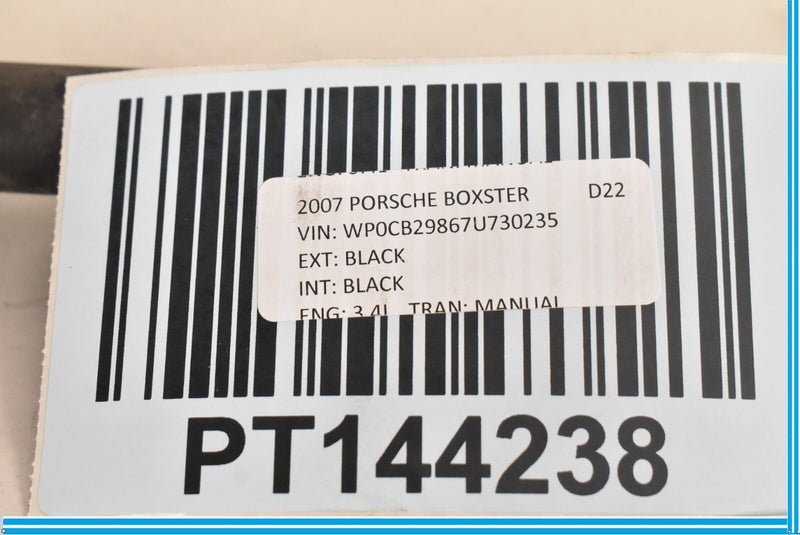 2007 PORSCHE BOXSTER D22
VIN: WP0CB29867U730235
EXT: BLACK
INT: BLACK
ENG: 3.4L TRAN: MANUAL
PT144238